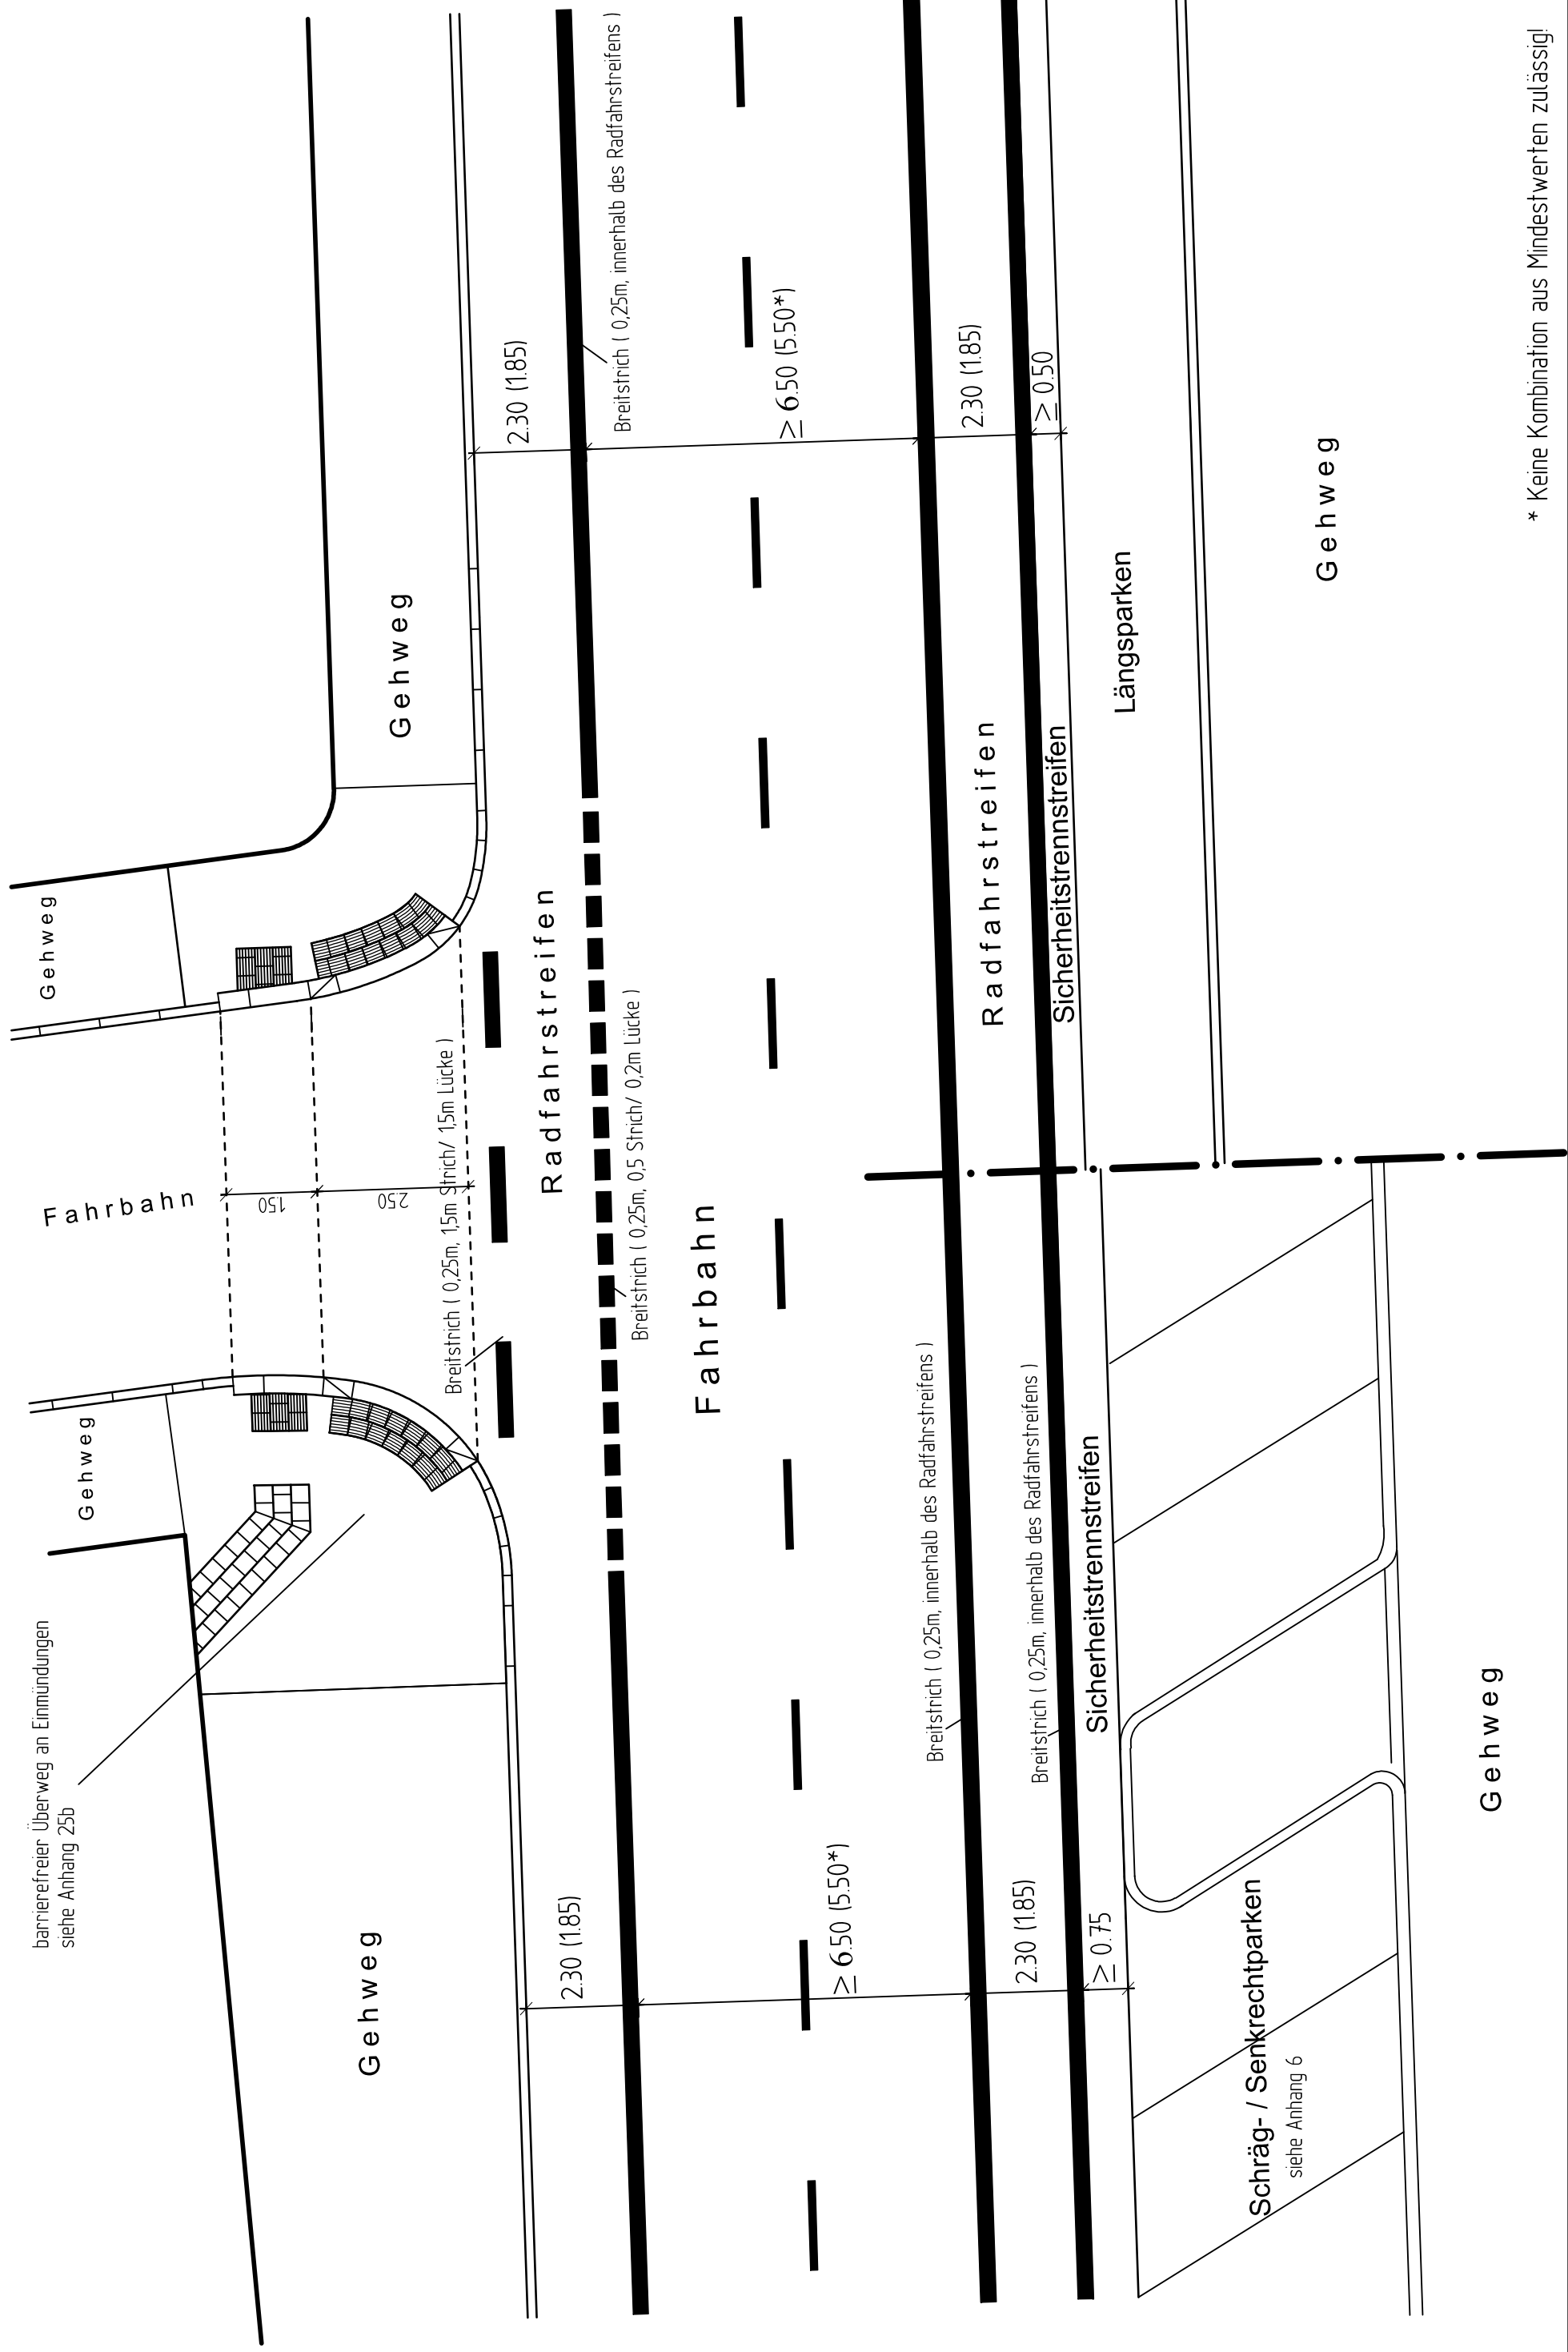 barrierefreier Überweg an Einmündungen
siehe Anhang 25b
Gehweg
Gehweg
Fahrbahn
1.50
2.50
Gehweg
Gehweg
Breitstrich ( 0,25m, 1,5m Strich/ 1,5m Lücke )
2.30 (1.85)
Radfahrstreifen
2.30 (1.85)
Breitstrich ( 0,25m, 0,5 Strich/ 0,2m Lücke )
Breitstrich ( 0,25m, innerhalb des Radfahrstreifens )
Fahrbahn
≥ 6.50 (5.50*)
≥ 6.50 (5.50*)
Breitstrich ( 0,25m, innerhalb des Radfahrstreifens )
2.30 (1.85)
Radfahrstreifen
2.30 (1.85)
Breitstrich ( 0,25m, innerhalb des Radfahrstreifens )
≥ 0.75
Sicherheitstrennstreifen
Sicherheitstrennstreifen
≥ 0.50
Schräg- / Senkrechtparken
siehe Anhang 6
Längsparken
Gehweg
Gehweg
* Keine Kombination aus Mindestwerten zulässig!